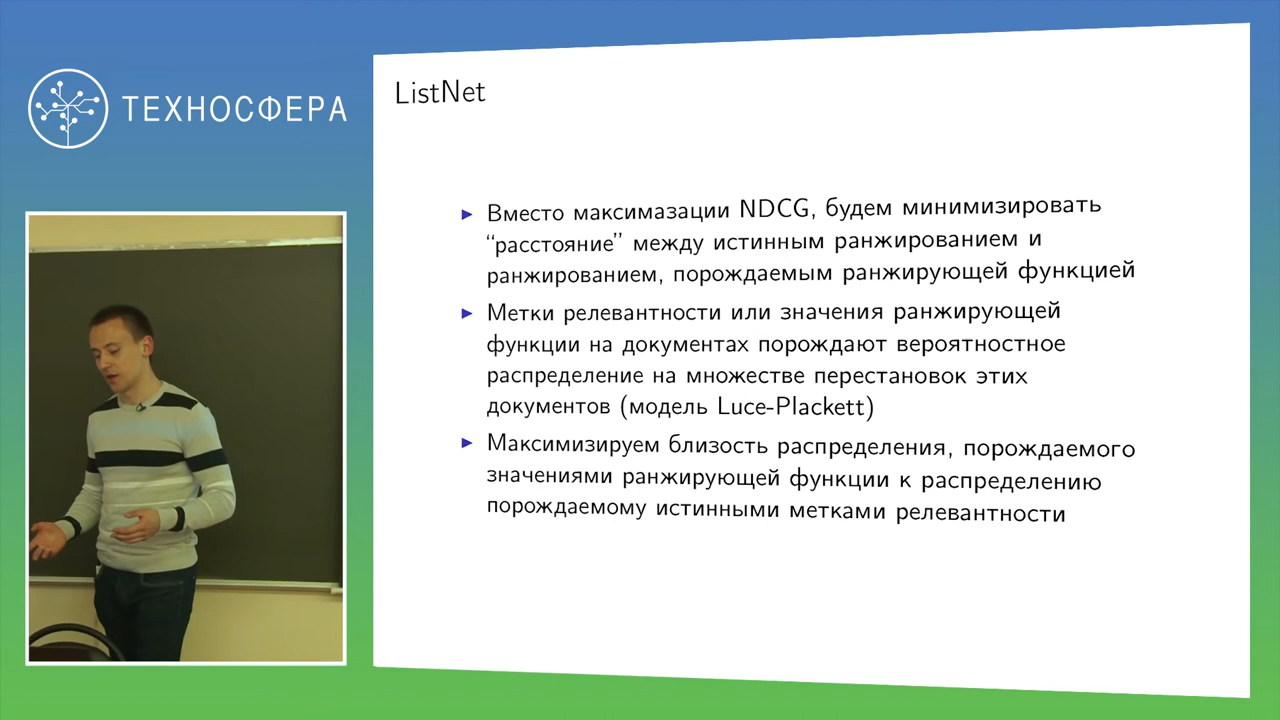 ТЕХНОСФЕРА
ListNet
Вместо максимазации NDCG, будем минимизировать
“расстояние” между истинным ранжированием и
ранжированием, порождаемым ранжирующей функцией
Метки релевантности или значения ранжирующей
функции на документах порождают вероятностное
распределение на множестве перестановок этих
документов (модель Luce-Plackett)
Максимизируем близость распределения, порождаемого
значениями ранжирующей функции к распределению
порождаемому истинными метками релевантности